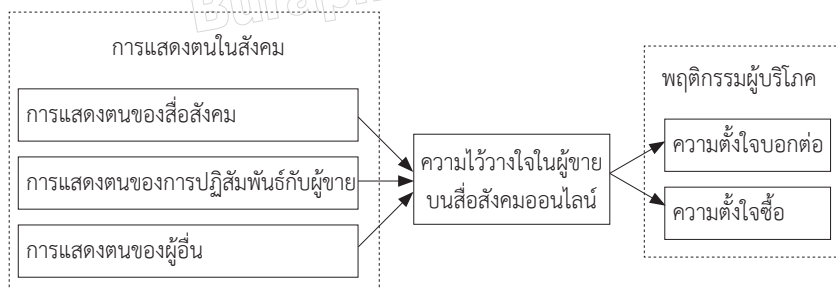 การแสดงตนในสังคม
การแสดงตนของสื่อสังคม
การแสดงตนของการปฏิสัมพันธ์กับผู้ขาย
การแสดงตนของผู้อื่น
ความไว้วางใจในผู้ขาย
บนสื่อสังคมออนไลน์
พฤติกรรมผู้บริโภค
ความตั้งใจบอกต่อ
ความตั้งใจซื้อ